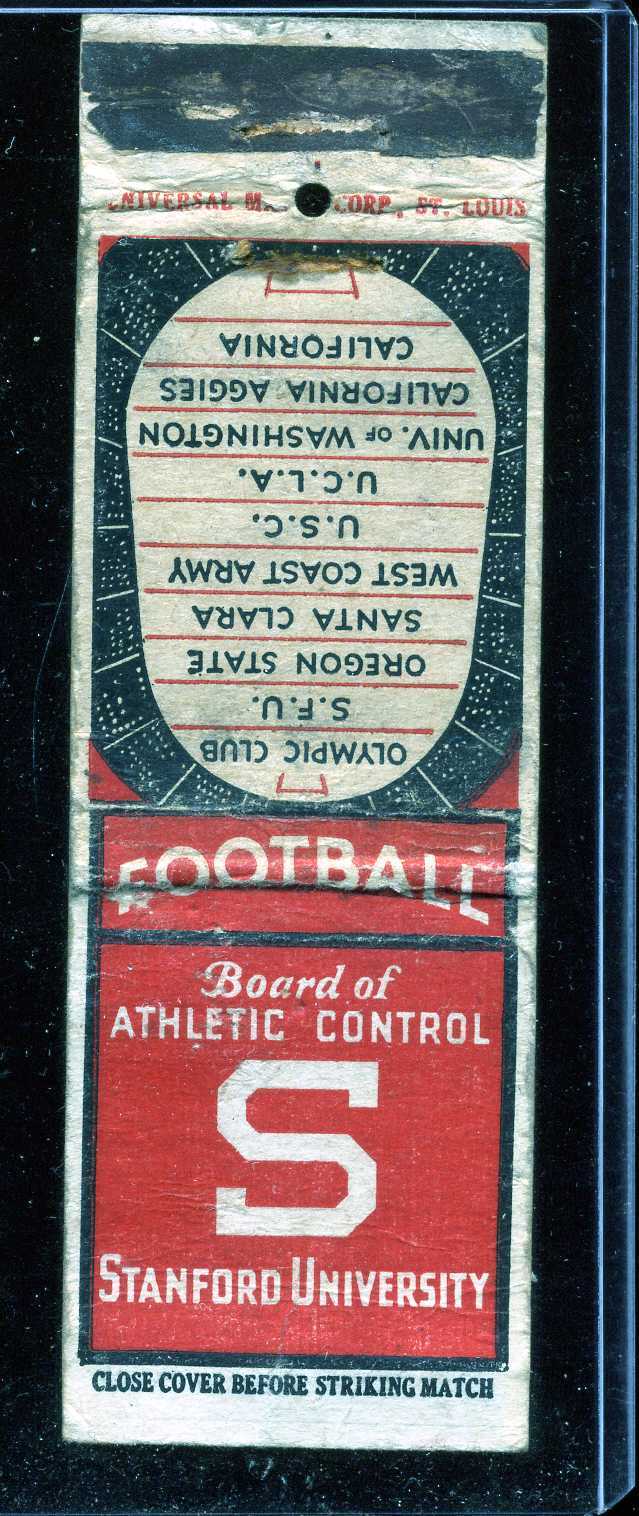 UNIVERSAL CORP, ST. LOUIS
OLYMPIC CLUB
S.F.U.
OREGON STATE
SANTA CLARA
WEST COAST ARMY
U.S.C.
U.C.L.A.
UNIV. OF WASHINGTON
CALIFORNIA AGGIES
CALIFORNIA
FOOTBALL
Board of
ATHLETIC CONTROL
S
STANFORD UNIVERSITY
CLOSE COVER BEFORE STRIKING MATCH